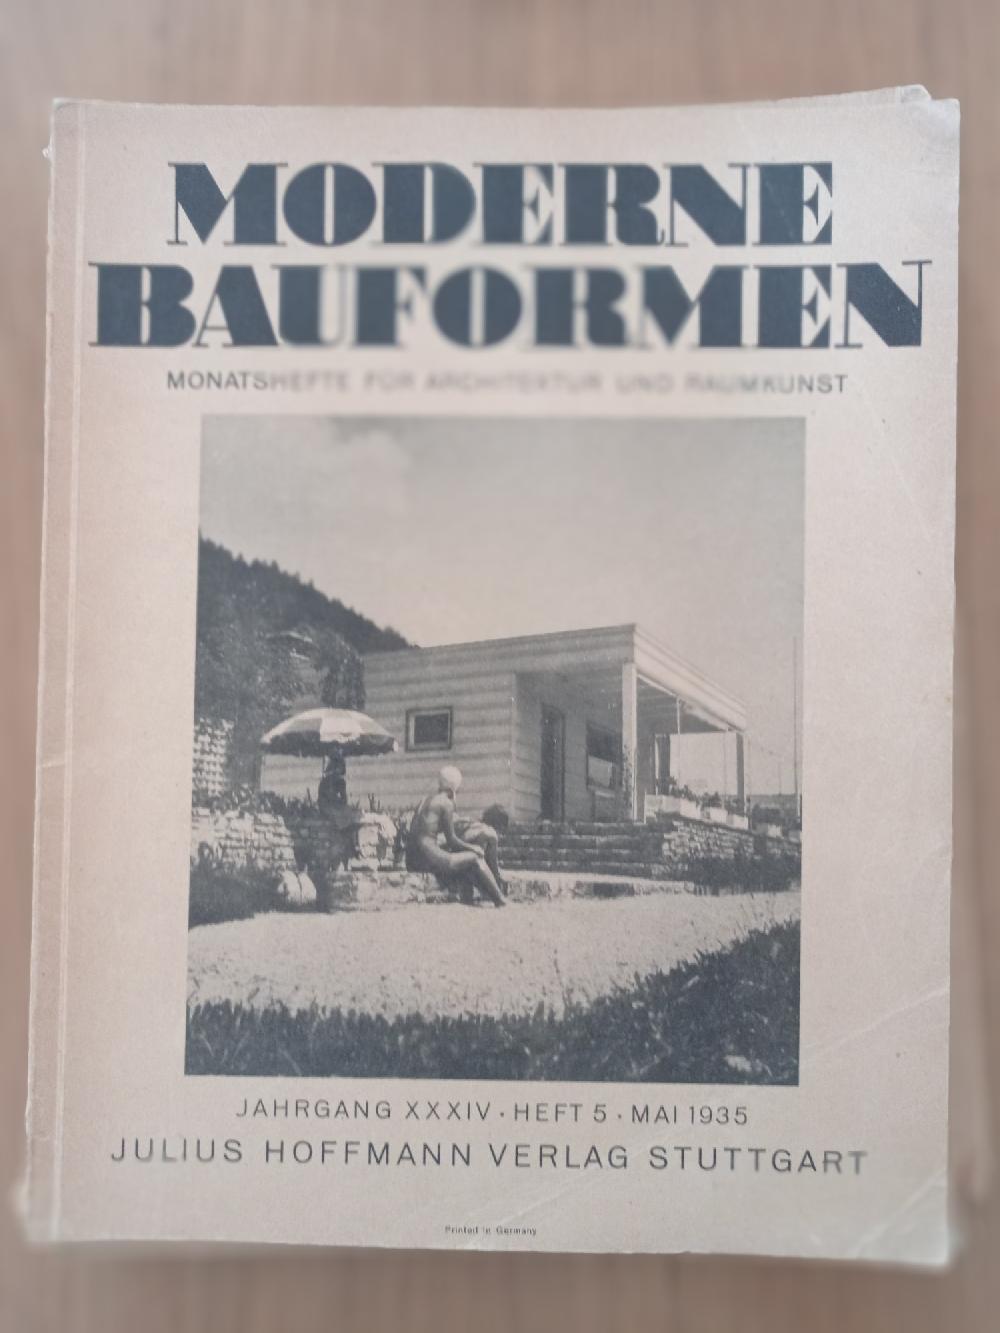 MODERNE
BAUFORMEN
MONATSHEFTE FÜR ARCHITEKTUR UND RAUMKUNST
JAHRGANG XXXIV · HEFT 5 · MAI 1935
JULIUS HOFFMANN VERLAG STUTTGART
Printed in Germany